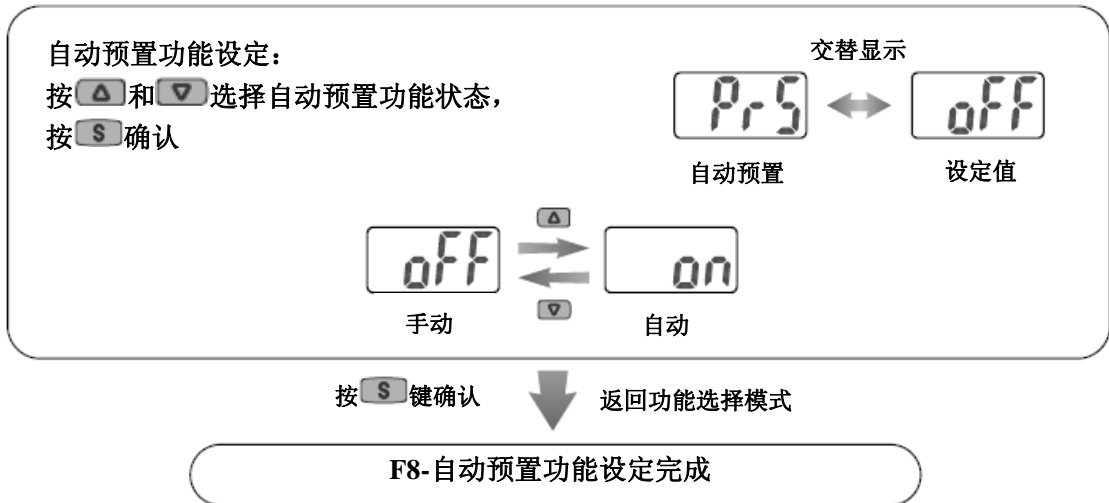 自动预置功能设定：
按△和▽选择自动预置功能状态，
按S确认
交替显示
PrS
oFF
自动预置
设定值
△
oFF
on
▽
手动
自动
按S键确认
返回功能选择模式
F8-自动预置功能设定完成